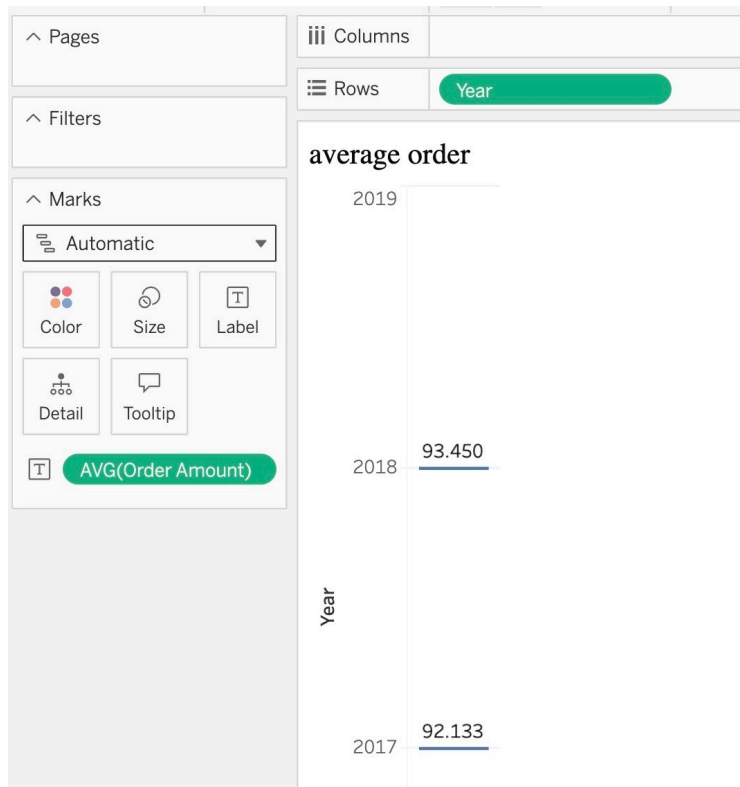 Pages
Columns
Rows
Year
Filters
average order
Marks
2019
Automatic
Color
Size
T
Label
Detail
Tooltip
T
AVG(Order Amount)
93.450
2018
Year
92.133
2017